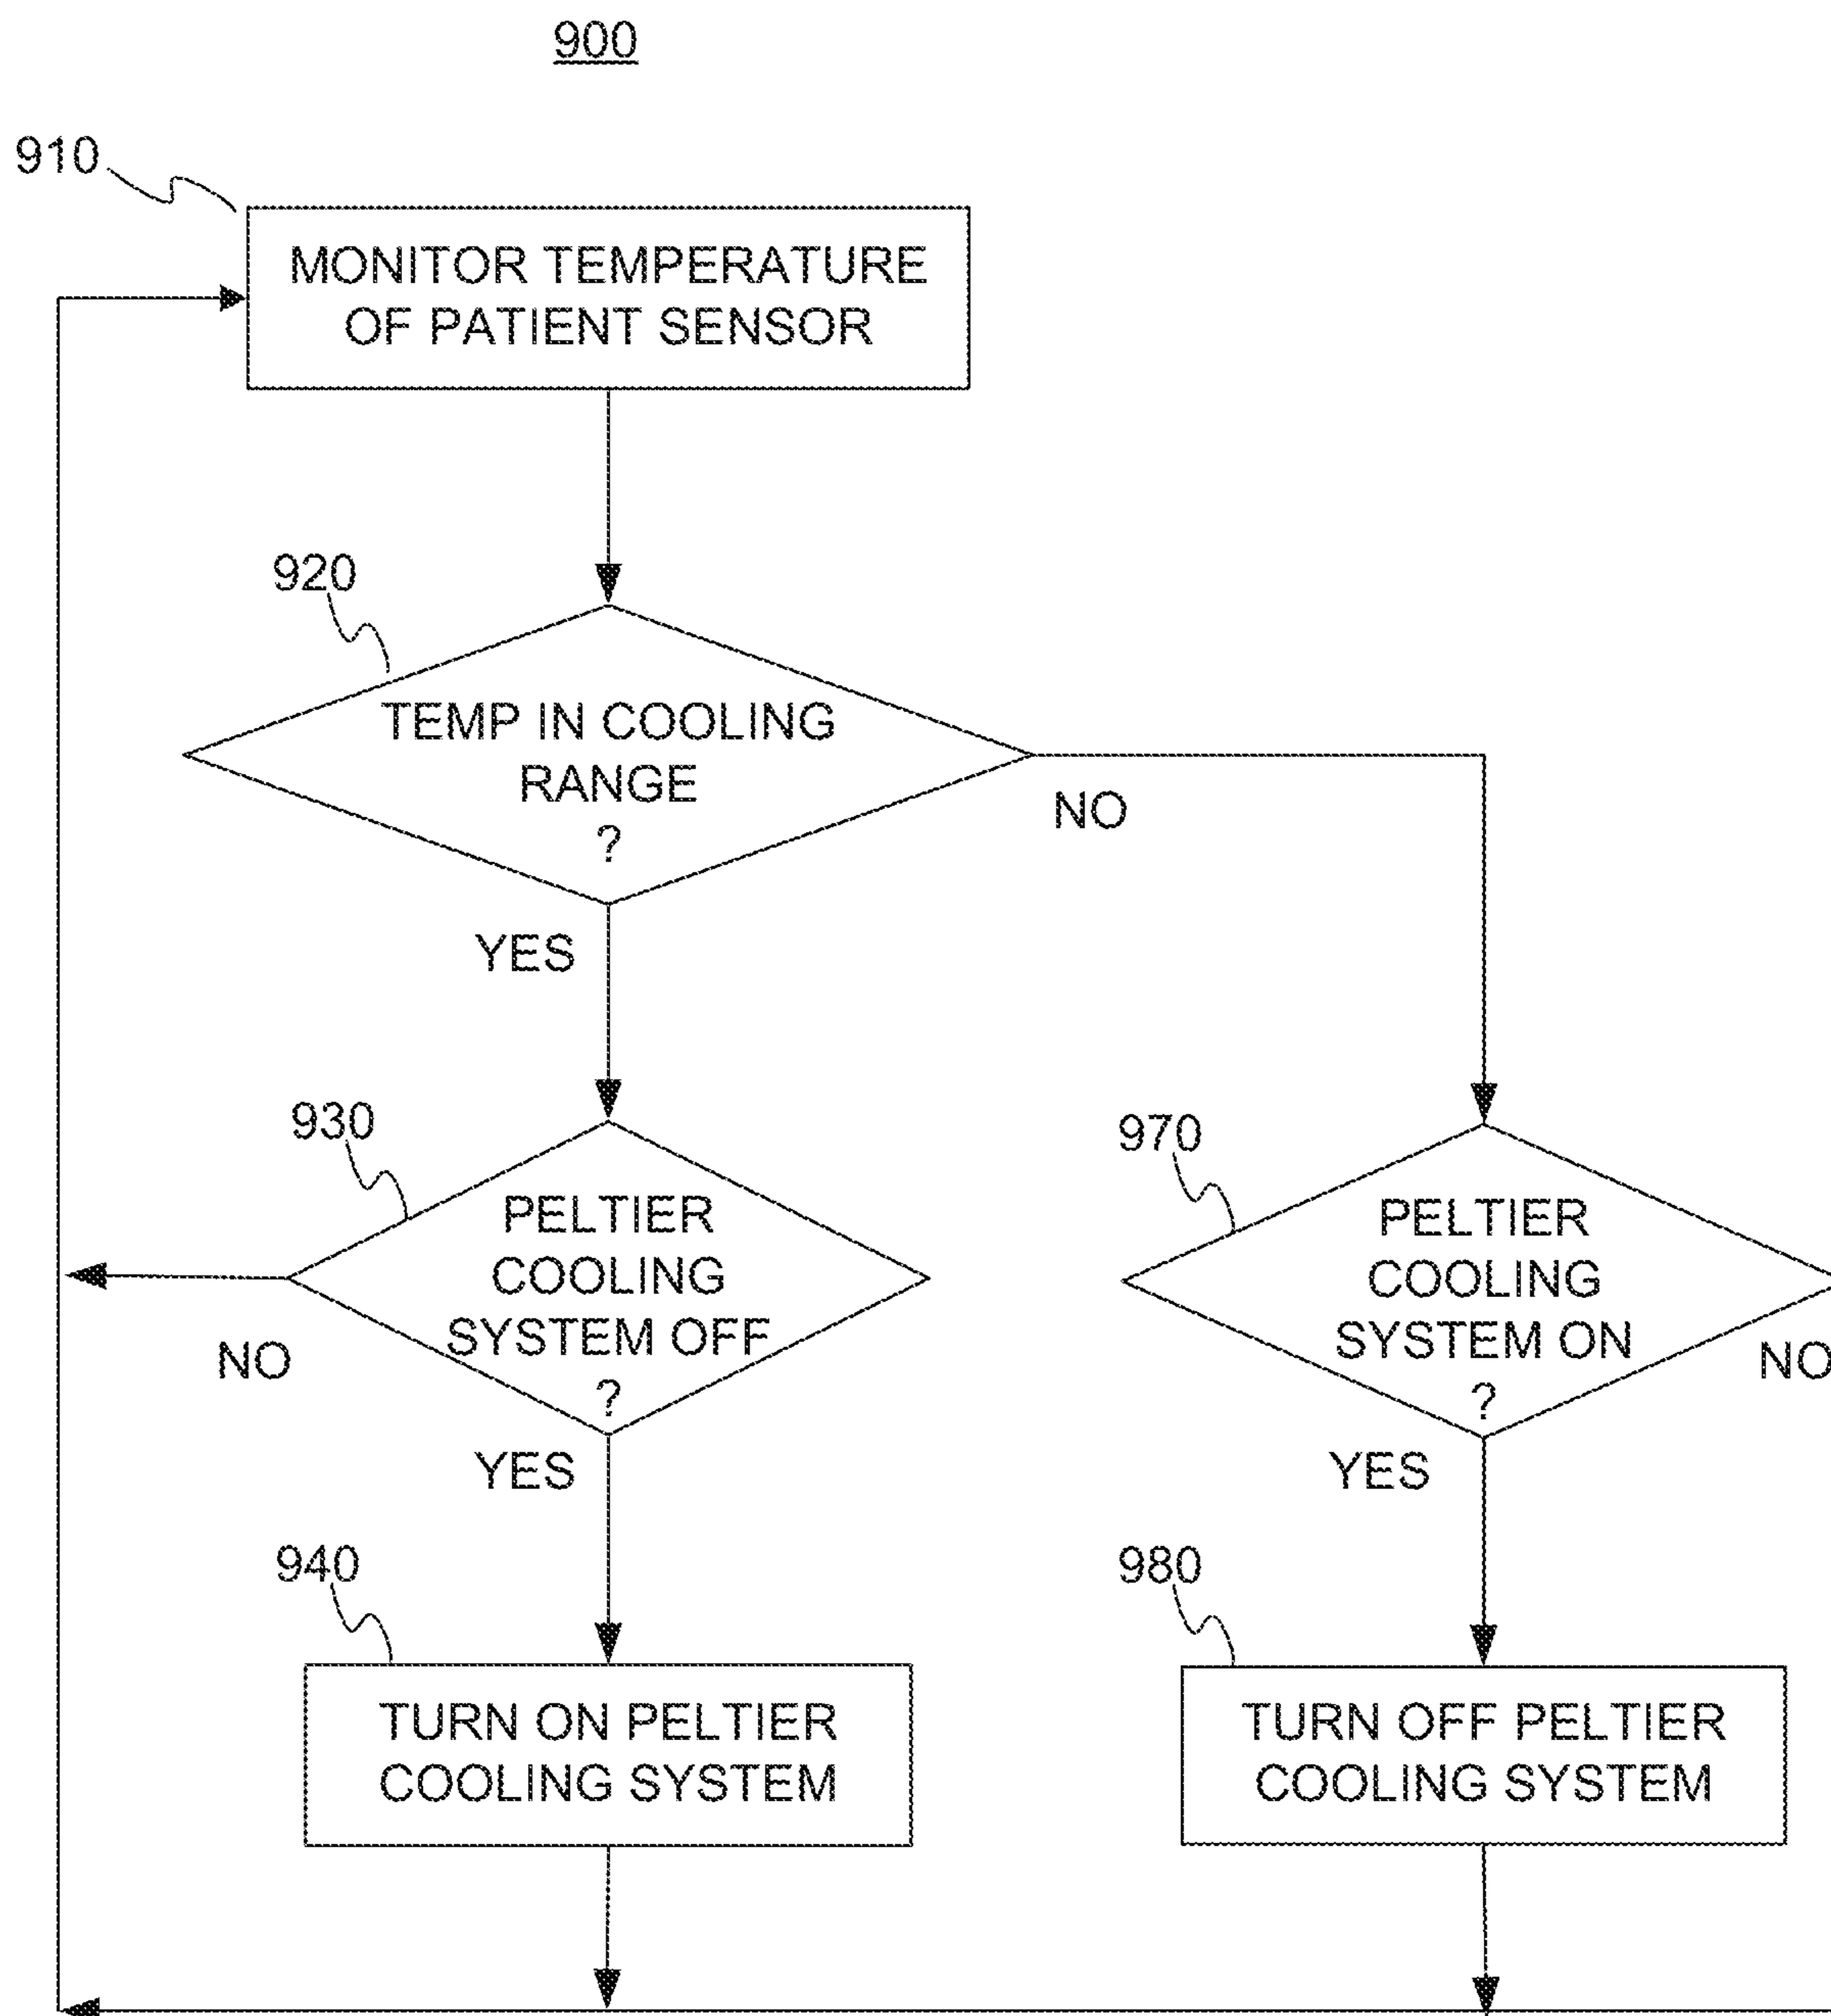 900
910
MONITOR TEMPERATURE
OF PATIENT SENSOR
920
TEMP IN COOLING
RANGE
?
NO
YES
930
PELTIER
COOLING
SYSTEM OFF
?
NO
YES
970
PELTIER
COOLING
SYSTEM ON
?
NO
YES
940
TURN ON PELTIER
COOLING SYSTEM
980
TURN OFF PELTIER
COOLING SYSTEM